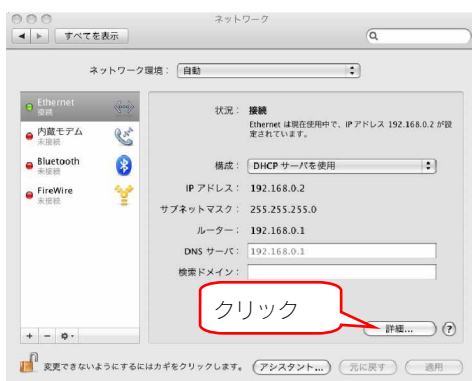 ネットワーク
すべてを表示
ネットワーク環境： 自動
Ethernet
接続
内蔵モデム
未接続
Bluetooth
未接続
FireWire
未接続
状況： 接続
Ethernet は現在使用中で、IP アドレス 192.168.0.2 が設
定されています。
構成： DHCP サーバを使用
IP アドレス： 192.168.0.2
サブネットマスク： 255.255.255.0
ルーター： 192.168.0.1
DNS サーバ： 192.168.0.1
検索ドメイン：
クリック
詳細... ?
+ −
変更できないようにするにはカギをクリックします。 アシスタント... 元に戻す 適用